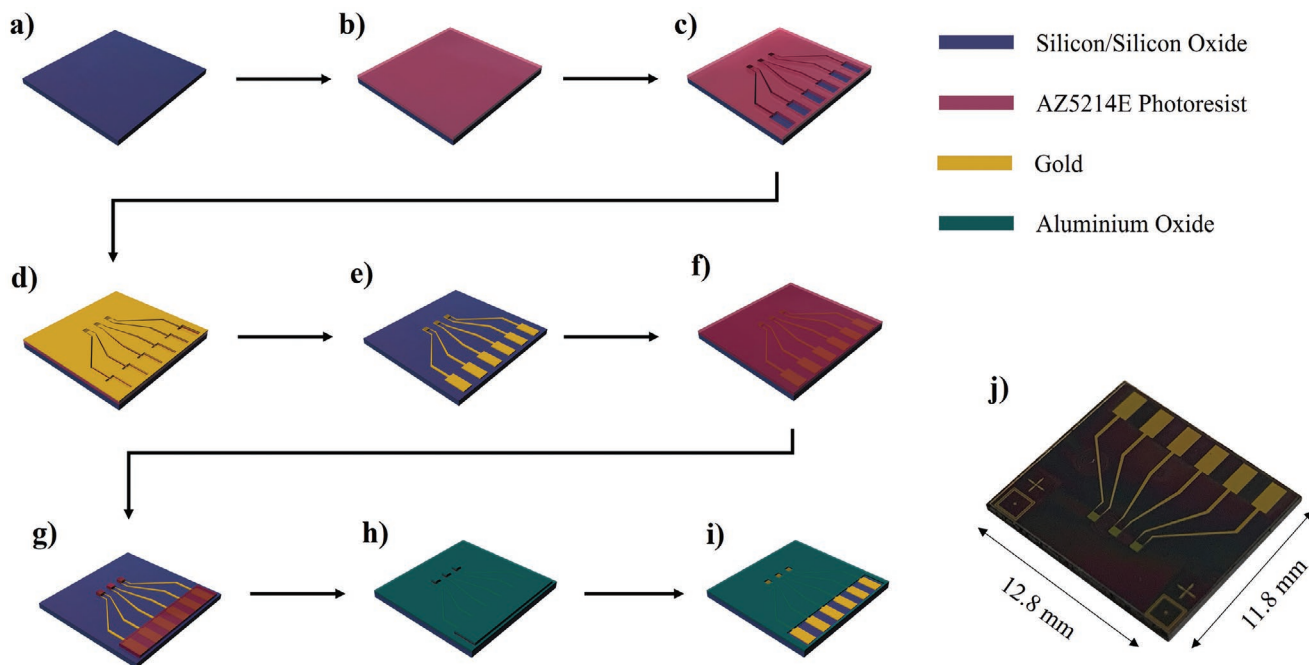 a)
b)
c)
Silicon/Silicon Oxide
AZ5214E Photoresist
Gold
Aluminium Oxide
d)
e)
f)
j)
g)
h)
i)
12.8 mm
11.8 mm